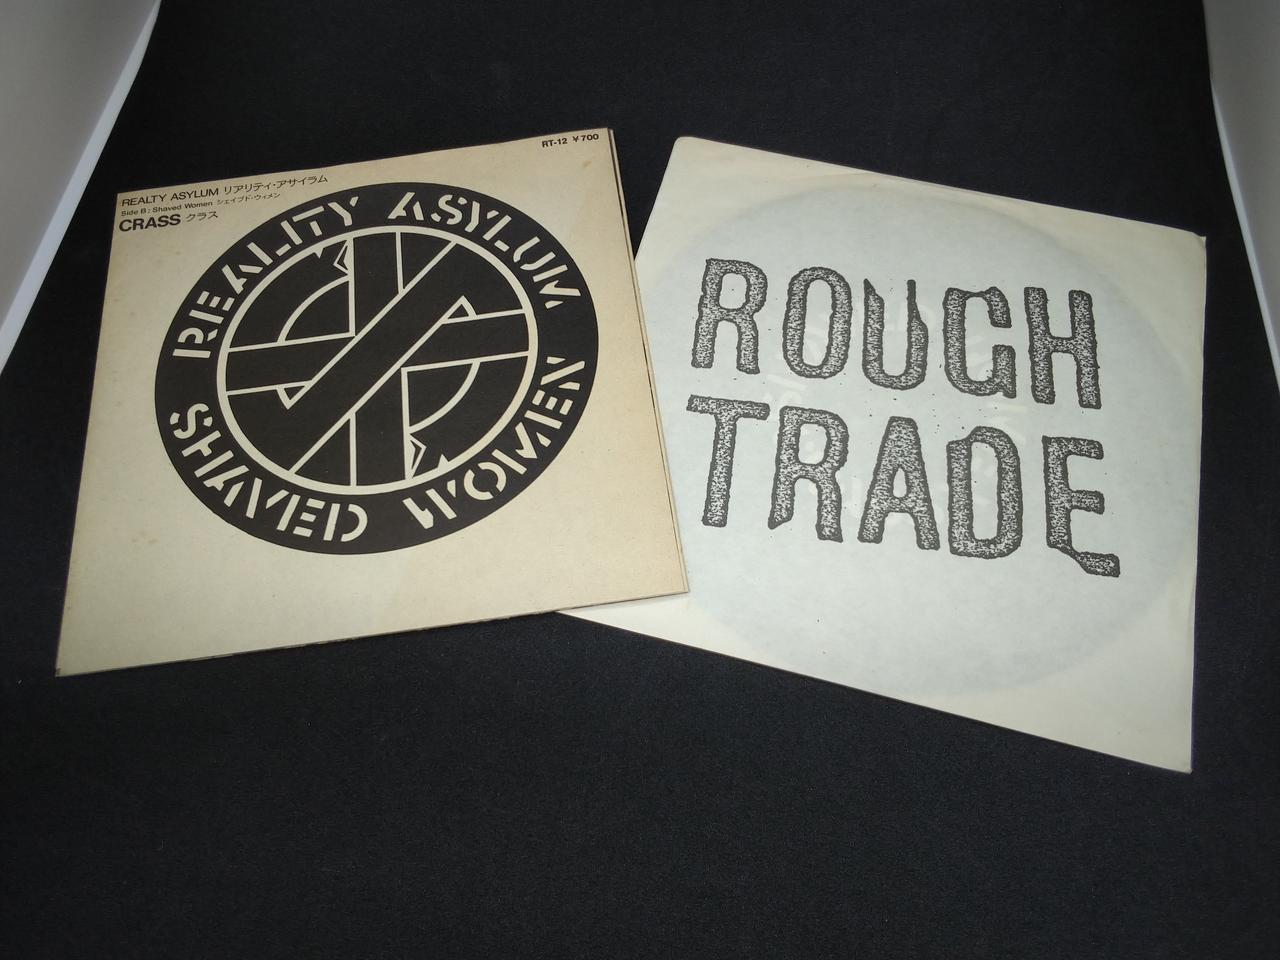 RT-12 ¥700
REALTY ASYLUM リアリティ・アサイラム
Side B : Shaved Women シェイブド・ウィメン
CRASS クラス
REALITY ASYLUM
SHAVED WOMEN
ROUGH
TRADE